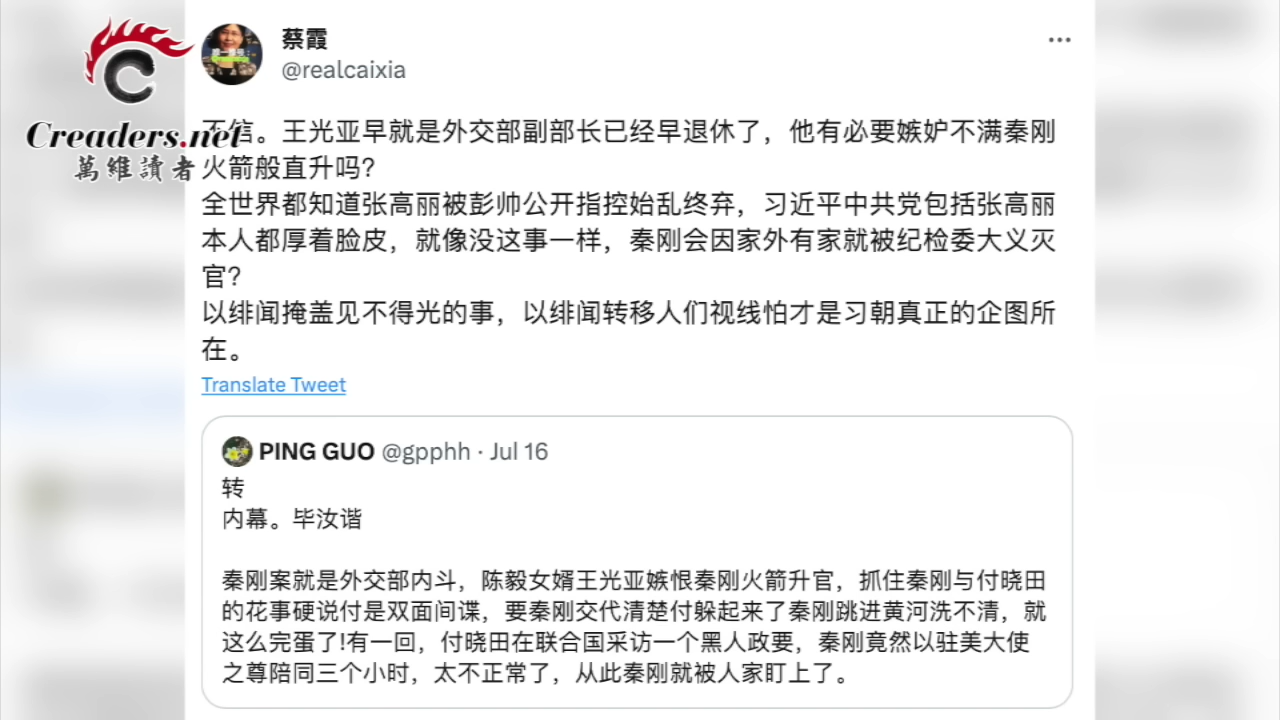 蔡霞
@realcaixia
Creaders.net
萬維讀者
不信。王光亚早就是外交部副部长已经早退休了，他有必要嫉妒不满秦刚
火箭般直升吗?
全世界都知道张高丽被彭帅公开指控始乱终弃，习近平中共党包括张高丽
本人都厚着脸皮，就像没这事一样，秦刚会因家外有家就被纪检委大义灭
官?
以绯闻掩盖见不得光的事，以绯闻转移人们视线怕才是习朝真正的企图所
在。
Translate Tweet
PING GUO @gpphh · Jul 16
转
内幕。毕汝谐
秦刚案就是外交部内斗，陈毅女婿王光亚嫉恨秦刚火箭升官，抓住秦刚与付晓田
的花事硬说付是双面间谍，要秦刚交代清楚付躲起来了秦刚跳进黄河洗不清，就
这么完蛋了!有一回，付晓田在联合国采访一个黑人政要，秦刚竟然以驻美大使
之尊陪同三个小时，太不正常了，从此秦刚就被人家盯上了。